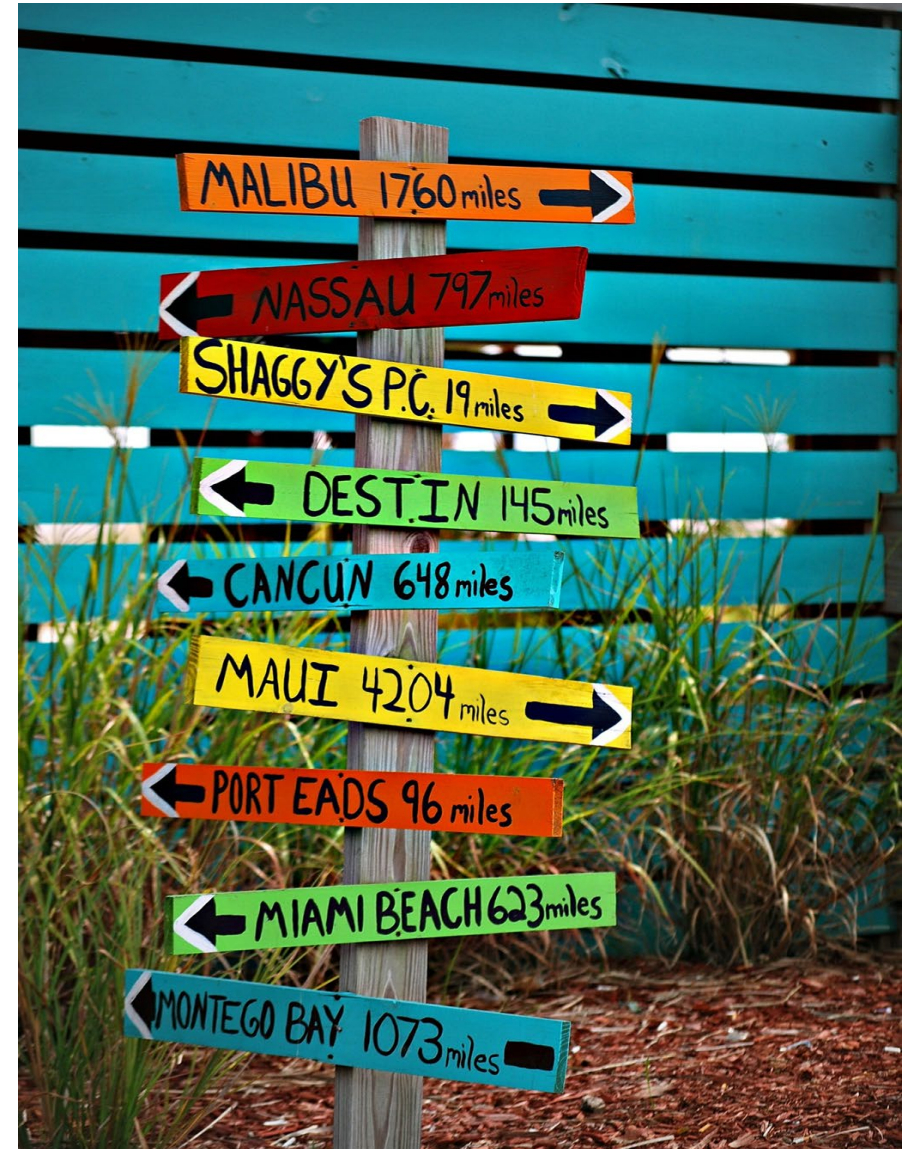 MALIBU 1760 miles
NASSAU 797 miles
SHAGGY'S P.C. 19 miles
DESTIN 145 miles
CANCUN 648 miles
MAUI 4204 miles
PORT EADS 96 miles
MIAMI BEACH 623 miles
MONTEGO BAY 1073 miles